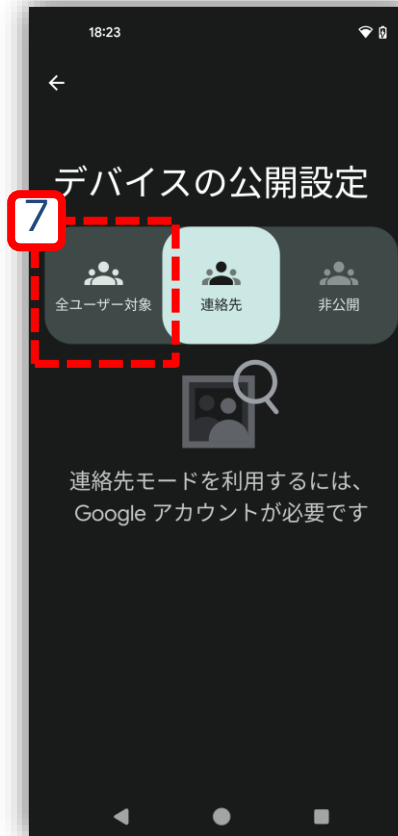 18:23
デバイスの公開設定
7
全ユーザー対象
連絡先
非公開
連絡先モードを利用するには、
Google アカウントが必要です